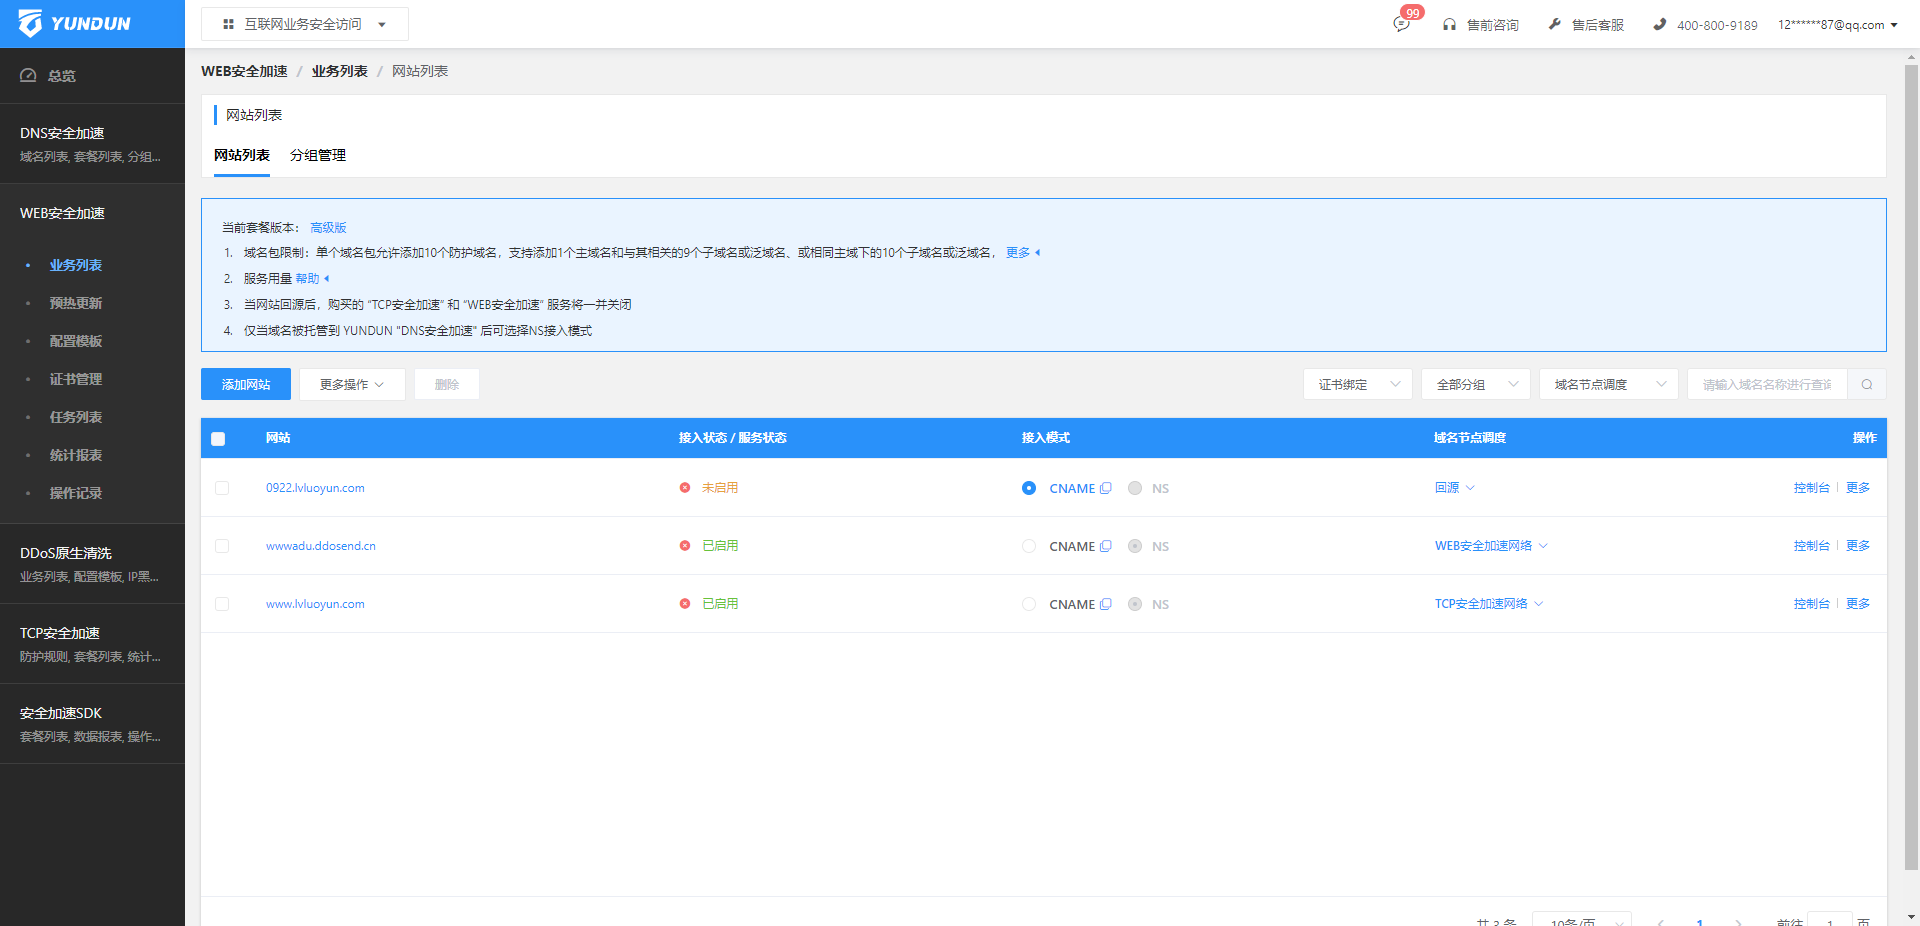 YUNDUN
互联网业务安全访问
99
售前咨询
售后客服
400-800-9189
12******87@qq.com
总览
DNS安全加速
域名列表, 套餐列表, 分组...
WEB安全加速
业务列表
预热更新
配置模板
证书管理
任务列表
统计报表
操作记录
DDoS原生清洗
业务列表, 配置模板, IP黑...
TCP安全加速
防护规则, 套餐列表, 统计...
安全加速SDK
套餐列表, 数据报表, 操作...
WEB安全加速 / 业务列表 / 网站列表
网站列表
网站列表 分组管理
当前套餐版本： 高级版
1. 域名包限制：单个域名包允许添加10个防护域名，支持添加1个主域名和与其相关的9个子域名或泛域名、或相同主域下的10个子域名或泛域名， 更多
2. 服务用量 帮助
3. 当网站回源后，购买的 “TCP安全加速” 和 “WEB安全加速” 服务将一并关闭
4. 仅当域名被托管到 YUNDUN "DNS安全加速" 后可选择NS接入模式
添加网站 更多操作 删除 证书绑定 全部分组 域名节点调度 请输入域名名称进行查询
网站 接入状态 / 服务状态 接入模式 域名节点调度 操作
0922.lvluoyun.com 未启用 CNAME NS 回源 控制台 更多
wwwadu.ddosend.cn 已启用 CNAME NS WEB安全加速网络 控制台 更多
www.lvluoyun.com 已启用 CNAME NS TCP安全加速网络 控制台 更多
共 3 条 10条/页 1 前往 1 页